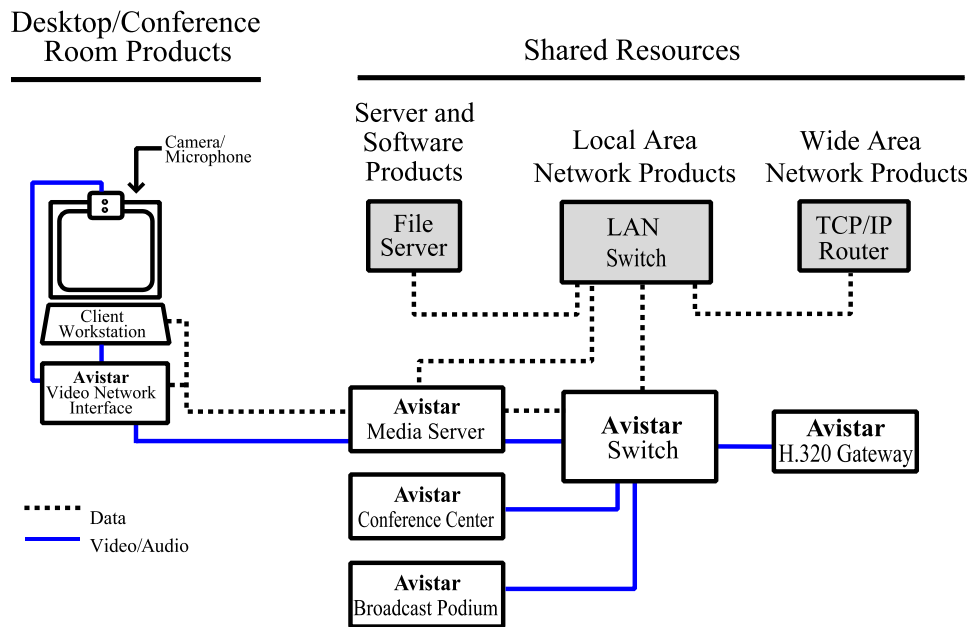 Desktop/Conference
Room Products
Shared Resources
Camera/
Microphone
Server and
Software
Products
Local Area
Network Products
Wide Area
Network Products
File
Server
LAN
Switch
TCP/IP
Router
Client
Workstation
Avistar
Video Network
Interface
Avistar
Media Server
Avistar
Switch
Avistar
H.320 Gateway
Avistar
Conference Center
Avistar
Broadcast Podium
Data
Video/Audio